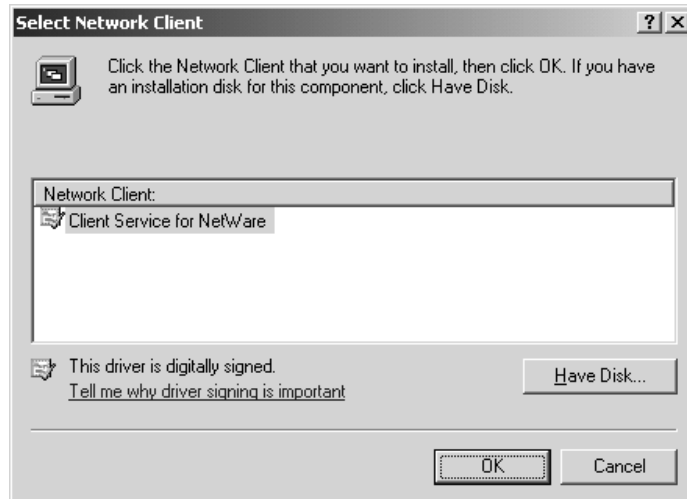 Select Network Client
Click the Network Client that you want to install, then click OK. If you have
an installation disk for this component, click Have Disk.
Network Client:
Client Service for NetWare
This driver is digitally signed.
Tell me why driver signing is important
Have Disk...
OK
Cancel